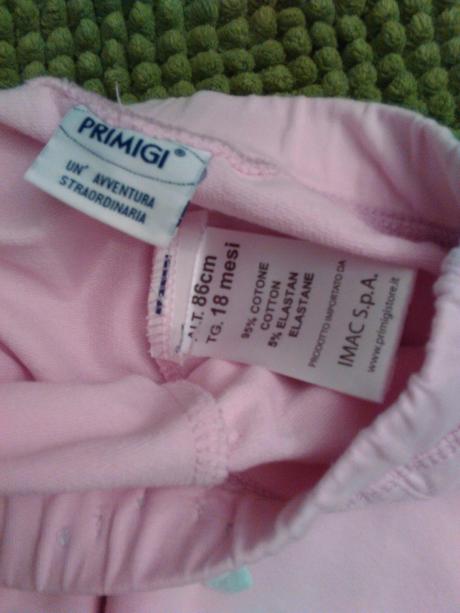 PRIMIGI®
UN' AVVENTURA
STRAORDINARIA
ALT. 86cm
TG. 18 mesi
95% COTONE
COTTON
5% ELASTAN
ELASTANE
PRODOTTO IMPORTATO DA
IMAC S.p.A.
www.primigistore.it